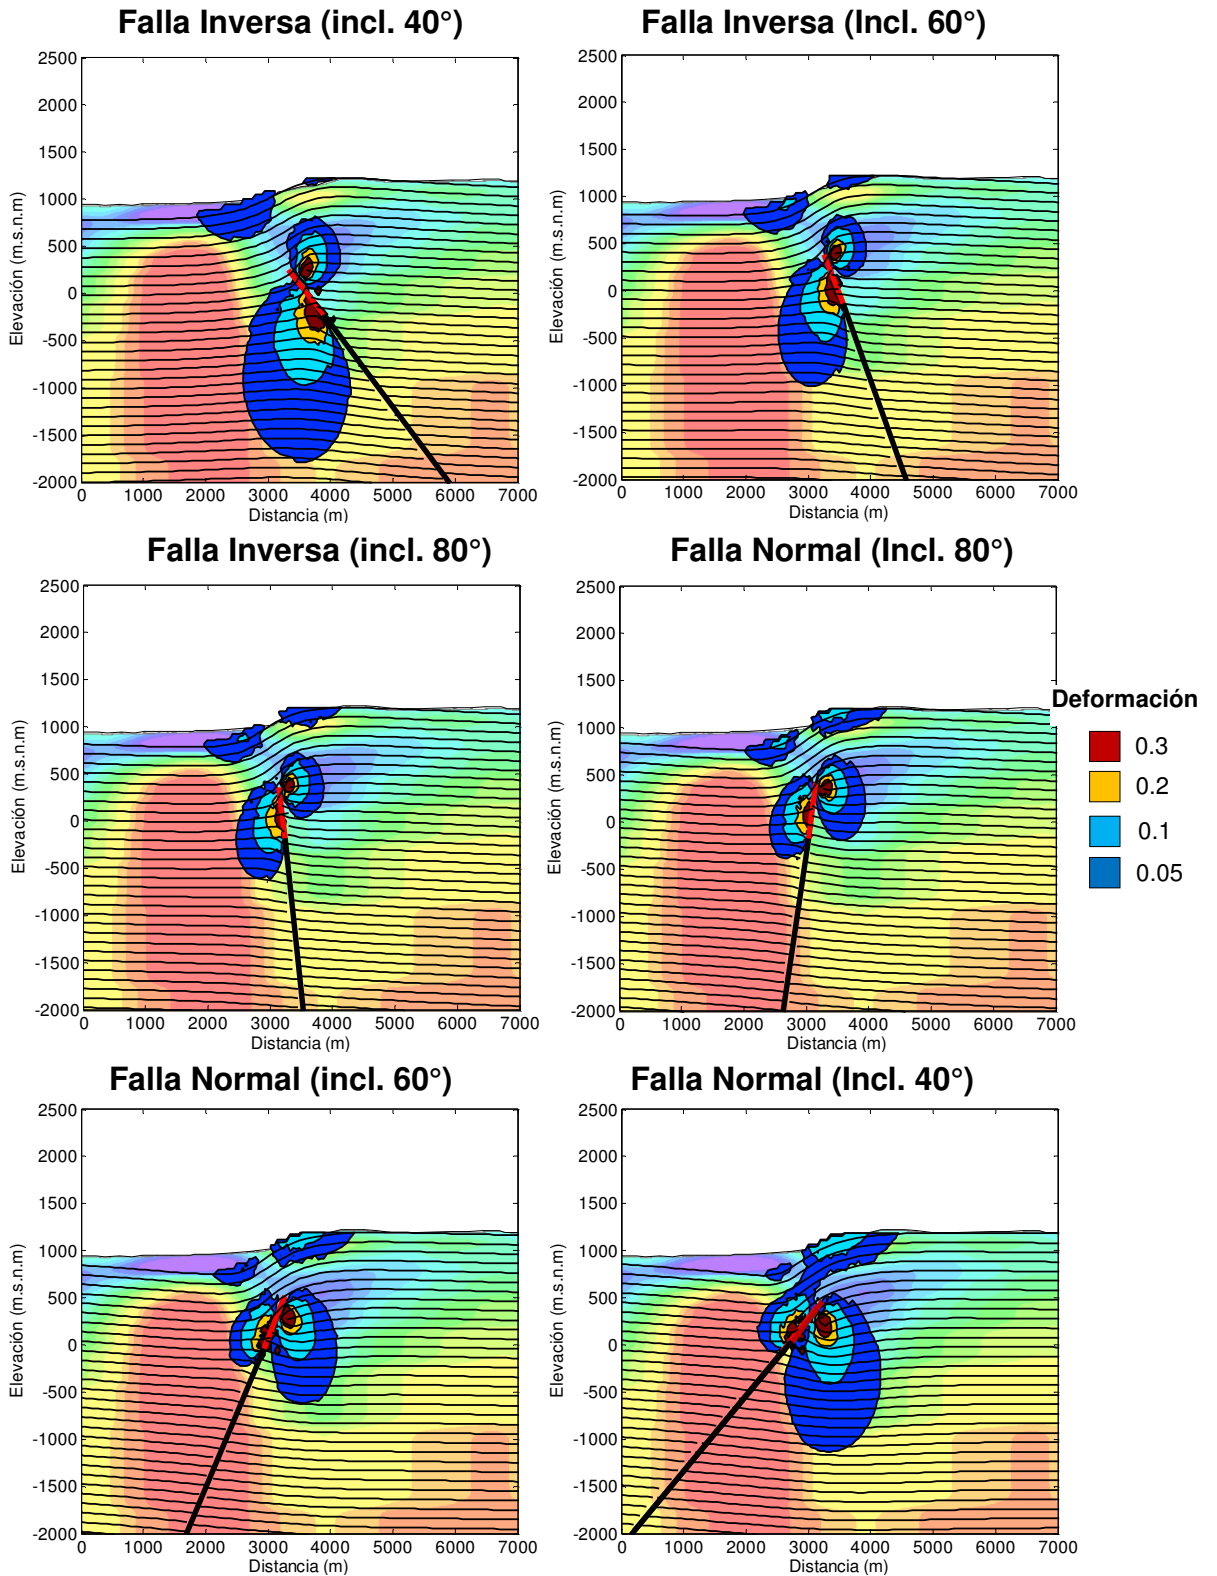 Falla Inversa (incl. 40°)
Falla Inversa (Incl. 60°)
2500
2000
1500
1000
500
0
-500
-1000
-1500
-2000
Elevación (m.s.n.m)
0 1000 2000 3000 4000 5000 6000 7000
Distancia (m)
2500
2000
1500
1000
500
0
-500
-1000
-1500
-2000
Elevación (m.s.n.m)
0 1000 2000 3000 4000 5000 6000 7000
Distancia (m)
Falla Inversa (incl. 80°)
Falla Normal (Incl. 80°)
2500
2000
1500
1000
500
0
-500
-1000
-1500
-2000
Elevación (m.s.n.m)
0 1000 2000 3000 4000 5000 6000 7000
Distancia (m)
2500
2000
1500
1000
500
0
-500
-1000
-1500
-2000
Elevación (m.s.n.m)
0 1000 2000 3000 4000 5000 6000 7000
Distancia (m)
Deformación
0.3
0.2
0.1
0.05
Falla Normal (incl. 60°)
Falla Normal (Incl. 40°)
2500
2000
1500
1000
500
0
-500
-1000
-1500
-2000
Elevación (m.s.n.m)
0 1000 2000 3000 4000 5000 6000 7000
Distancia (m)
2500
2000
1500
1000
500
0
-500
-1000
-1500
-2000
Elevación (m.s.n.m)
0 1000 2000 3000 4000 5000 6000 7000
Distancia (m)